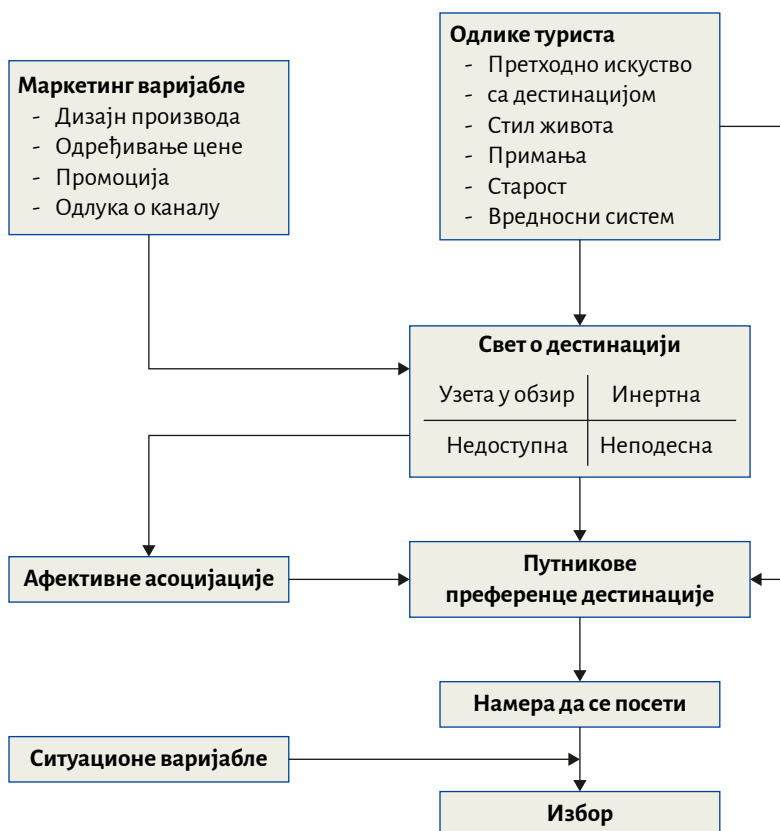 Одлике туриста
- Претходно искуство
- са дестинацијом
- Стил живота
- Примања
- Старост
- Вредносни систем
Маркетинг варијабле
- Дизајн производа
- Одређивање цене
- Промоција
- Одлука о каналу
Свет о дестинацији
Узета у обзир
Инертна
Недоступна
Неподесна
Афективне асоцијације
Путникове
преференце дестинације
Намера да се посети
Ситуационе варијабле
Избор